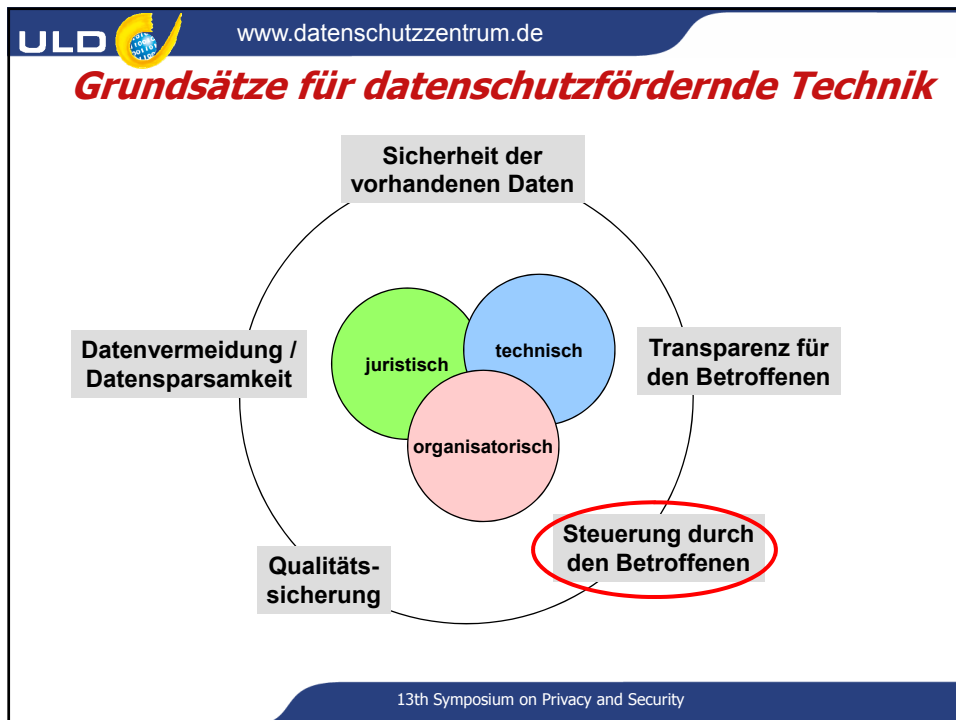 ULD
www.datenschutzzentrum.de
Grundsätze für datenschutzfördernde Technik
Sicherheit der
vorhandenen Daten
Datenvermeidung /
Datensparsamkeit
juristisch
technisch
Transparenz für
den Betroffenen
organisatorisch
Steuerung durch
den Betroffenen
Qualitäts-
sicherung
13th Symposium on Privacy and Security